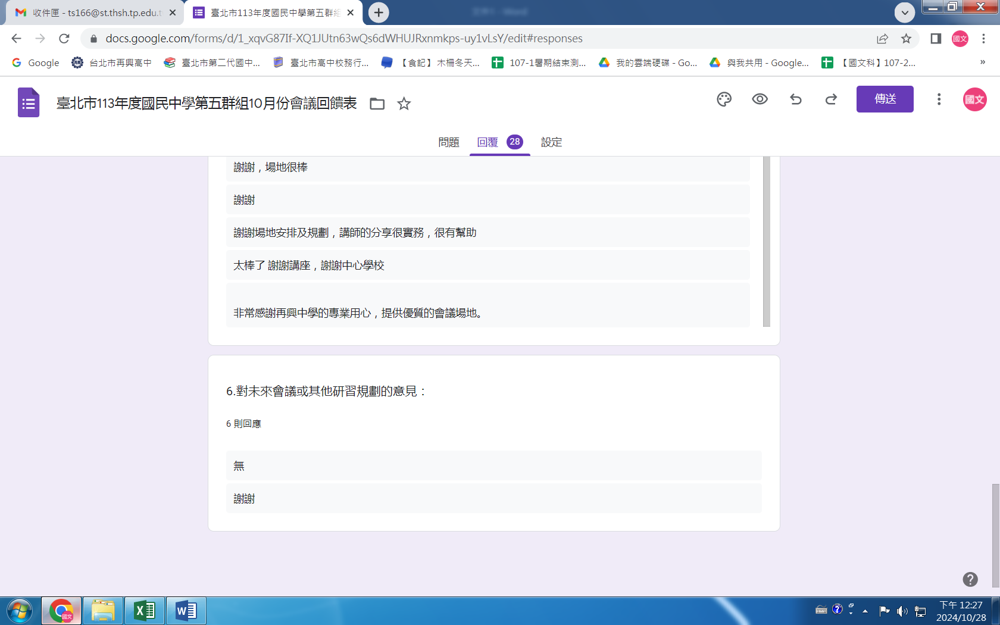 收件匣 - ts166@st.thsh.tp.edu.t
臺北市113年度國民中學第五群組
docs.google.com/forms/d/1_xqvG87If-XQ1JUtn63wQs6dWHUJRxnmkps-uy1vLsY/edit#responses
國文
Google
台北市再興高中
臺北市第二代國中...
臺北市高中校務行...
【食記】木柵冬天...
107-1暑期結束測...
我的雲端硬碟 - Go...
與我共用 - Google...
【國文科】107-2...
»
臺北市113年度國民中學第五群組10月份會議回饋表
傳送
國文
問題
回覆 28
設定
謝謝，場地很棒
謝謝
謝謝場地安排及規劃，講師的分享很實務，很有幫助
太棒了 謝謝講座，謝謝中心學校
非常感謝再興中學的專業用心，提供優質的會議場地。
6.對未來會議或其他研習規劃的意見：
6 則回應
無
謝謝
國文
下午 12:27
2024/10/28